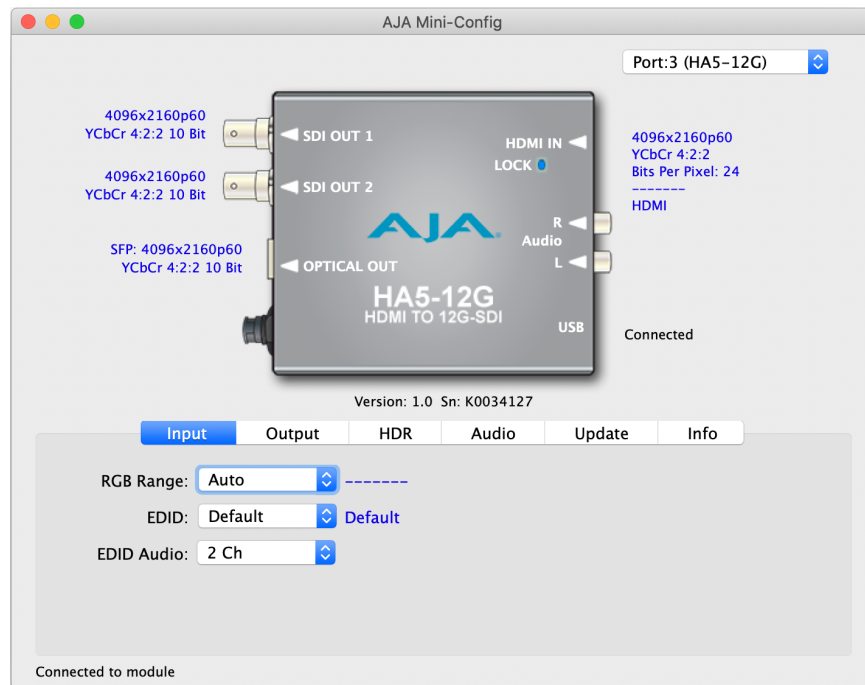 AJA Mini-Config
Port:3 (HA5-12G)
4096x2160p60
YCbCr 4:2:2 10 Bit
SDI OUT 1
HDMI IN
LOCK
4096x2160p60
YCbCr 4:2:2
Bits Per Pixel: 24
-------
HDMI
4096x2160p60
YCbCr 4:2:2 10 Bit
SDI OUT 2
AJA
R
Audio
L
SFP: 4096x2160p60
YCbCr 4:2:2 10 Bit
OPTICAL OUT
HA5-12G
HDMI TO 12G-SDI
USB
Connected
Version: 1.0 Sn: K0034127
Input Output HDR Audio Update Info
RGB Range: Auto -------
EDID: Default Default
EDID Audio: 2 Ch
Connected to module